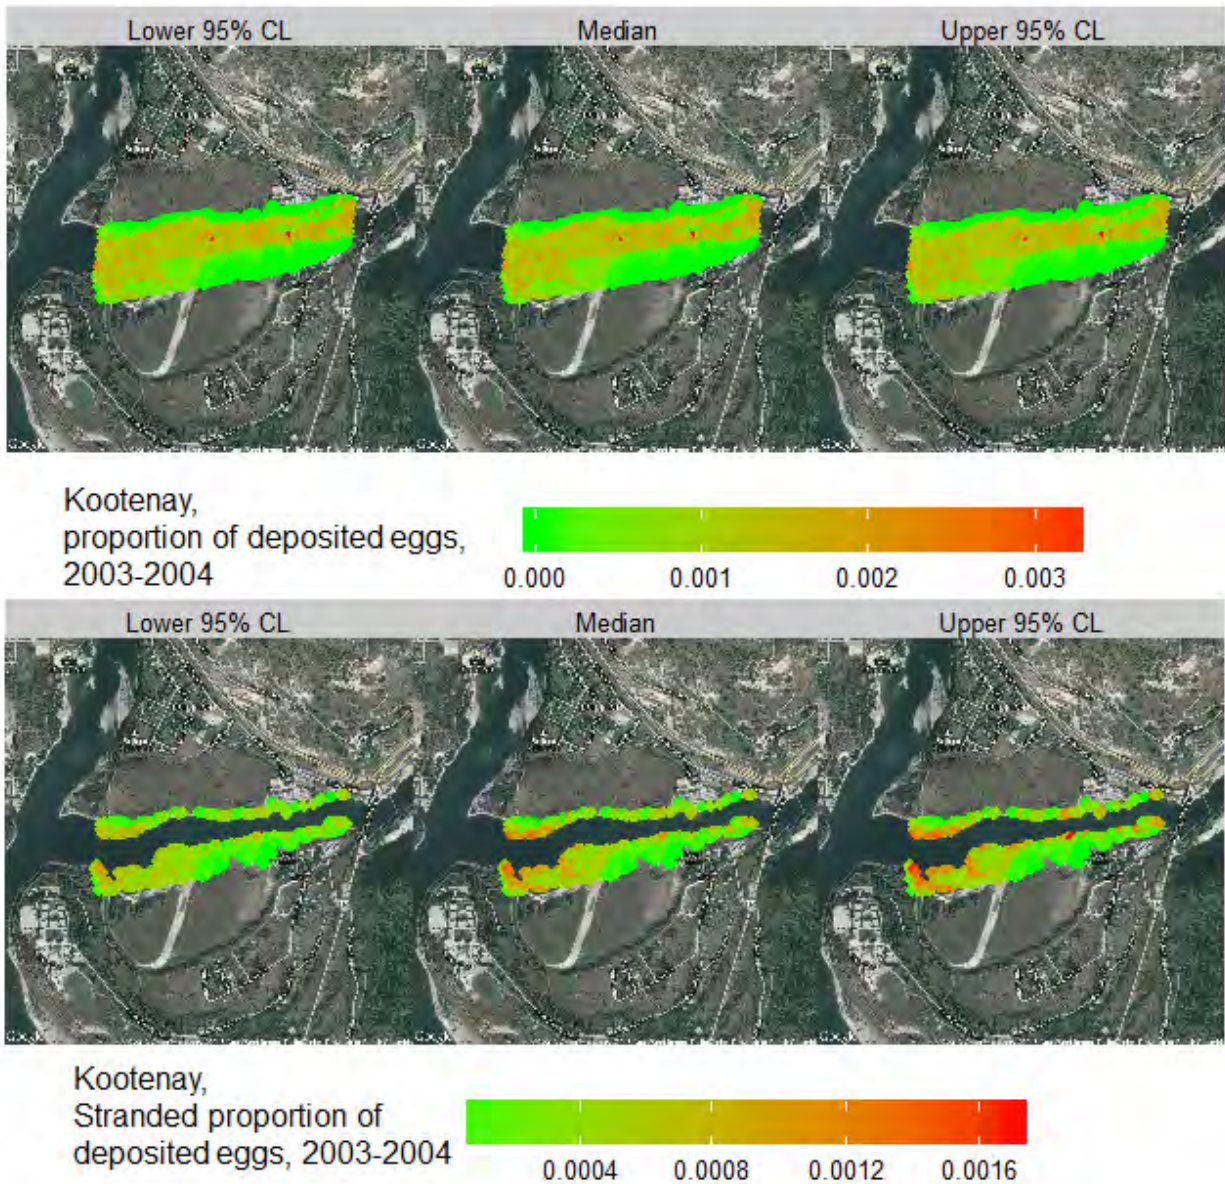 Lower 95% CL Median Upper 95% CL
Kootenay,
proportion of deposited eggs,
2003-2004
0.000 0.001 0.002 0.003
Lower 95% CL Median Upper 95% CL
Kootenay,
Stranded proportion of
deposited eggs, 2003-2004
0.0004 0.0008 0.0012 0.0016